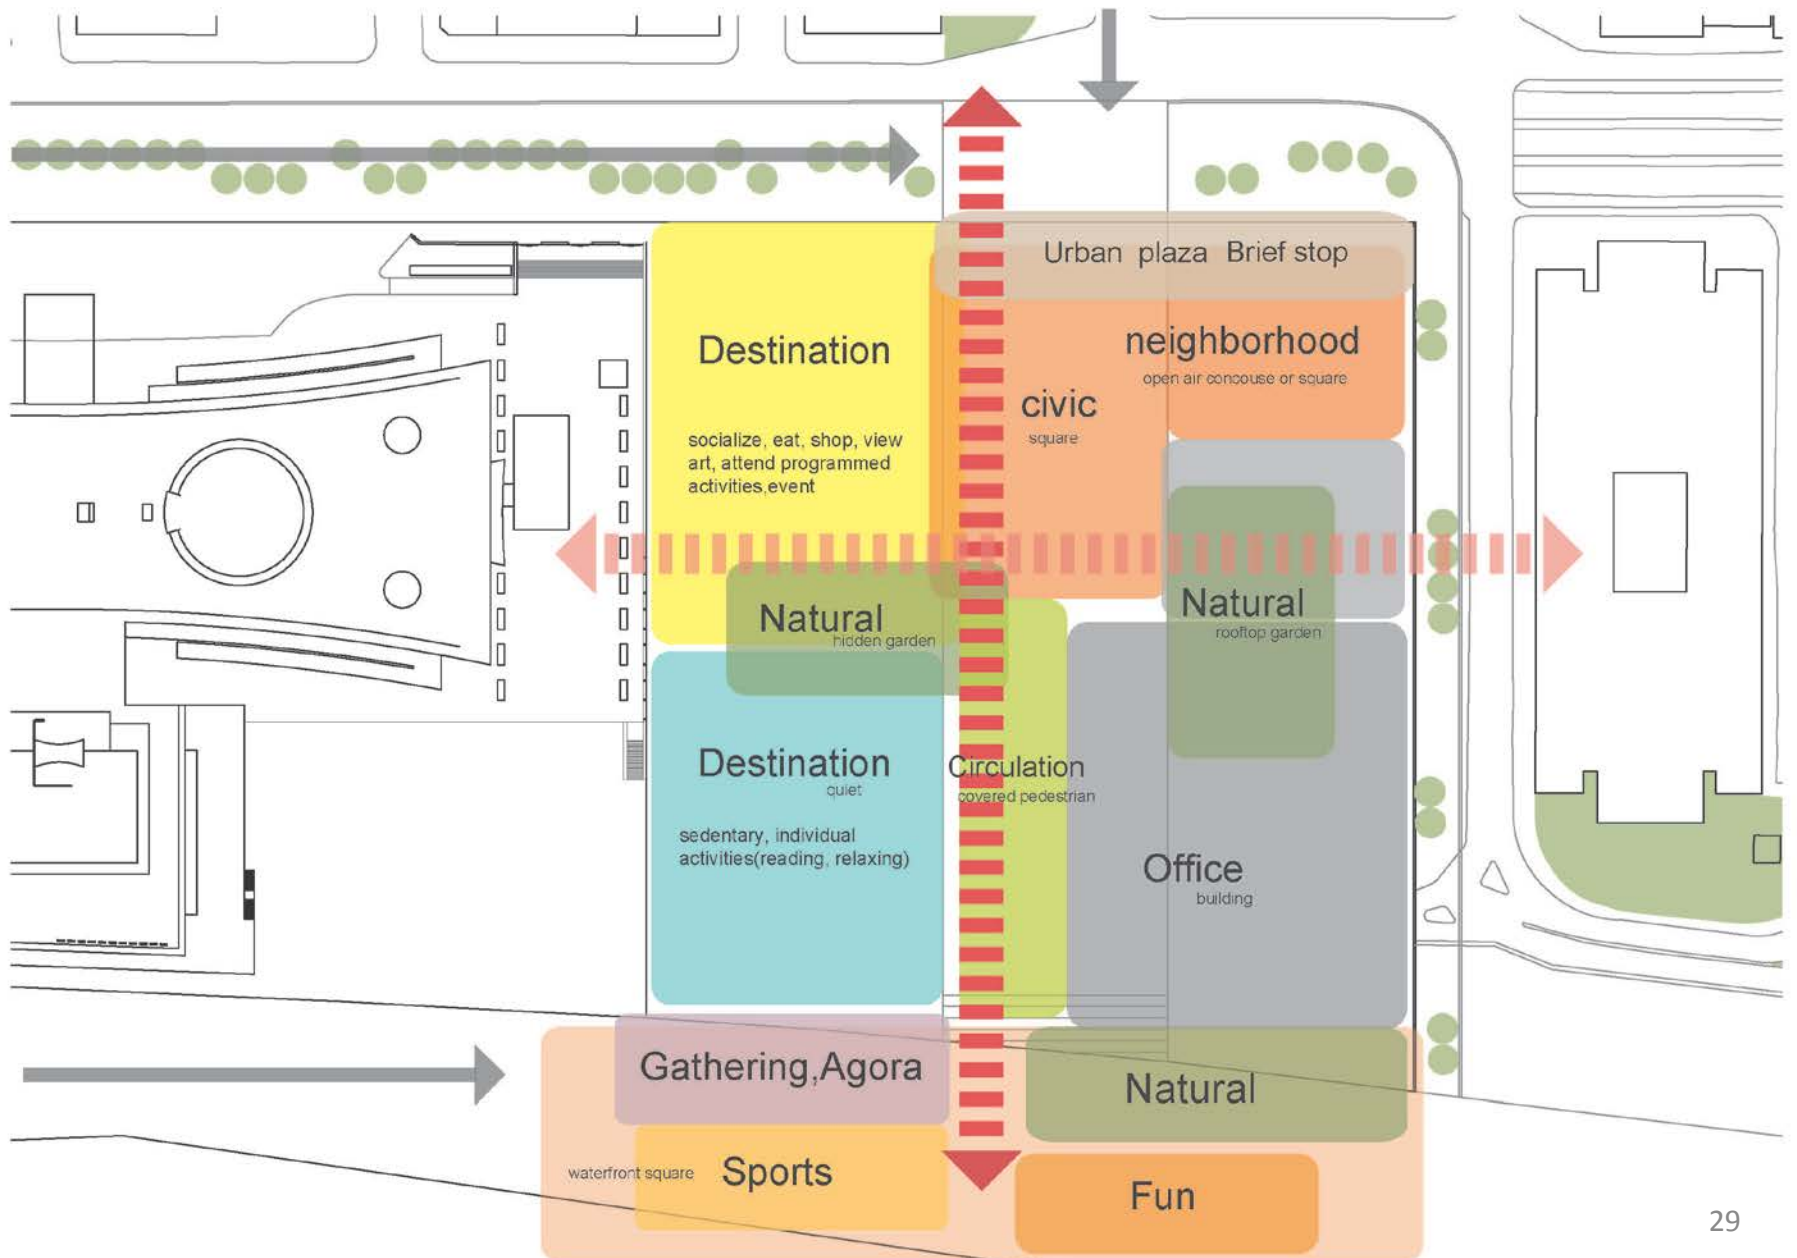 Urban plaza Brief stop
Destination
socialize, eat, shop, view
art, attend programmed
activities,event
neighborhood
open air concouse or square
civic
square
Natural
hidden garden
Natural
rooftop garden
Destination
quiet
sedentary, individual
activities(reading, relaxing)
Circulation
covered pedestrian
Office
building
Gathering,Agora
Natural
waterfront square
Sports
Fun
29